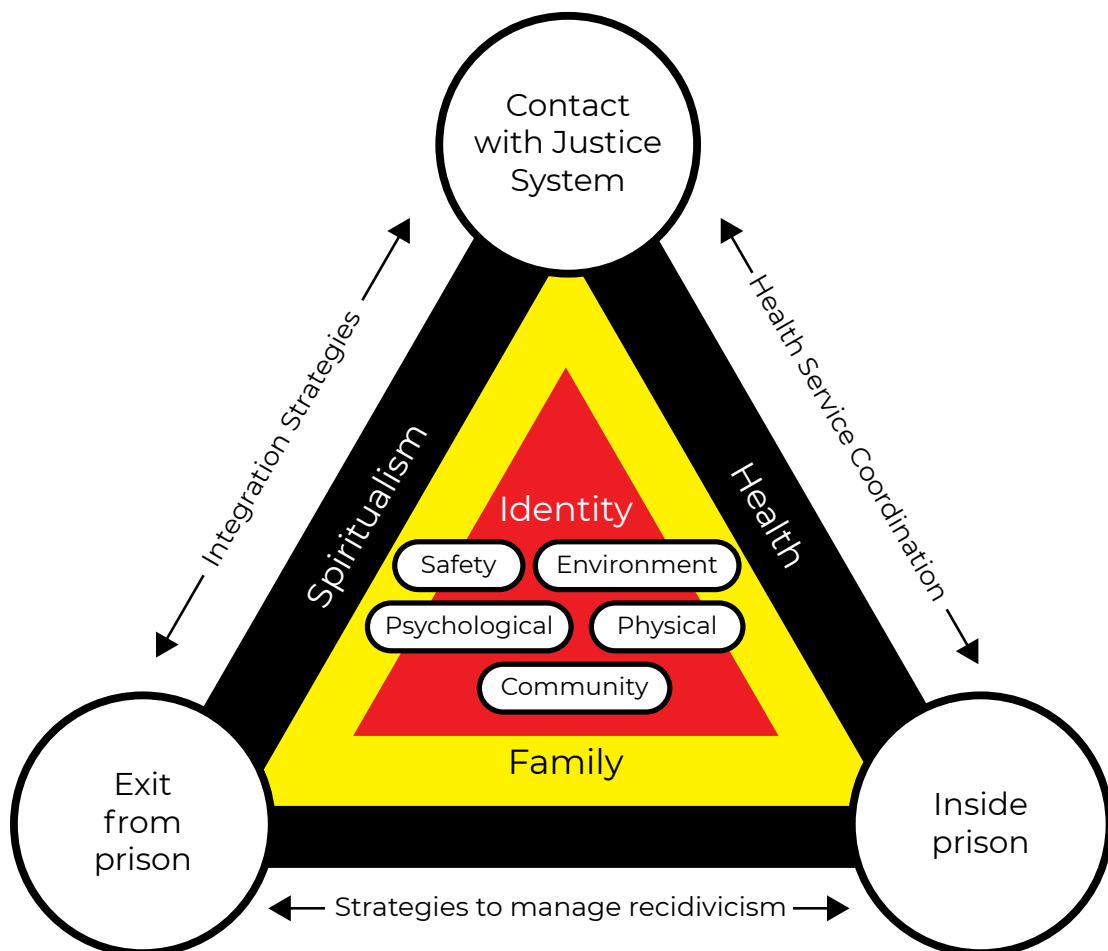 Contact
with Justice
System
Integration Strategies
Health Service Coordination
Spiritualism
Health
Identity
Safety
Environment
Psychological
Physical
Community
Family
Exit
from
prison
Inside
prison
Strategies to manage recidivicism